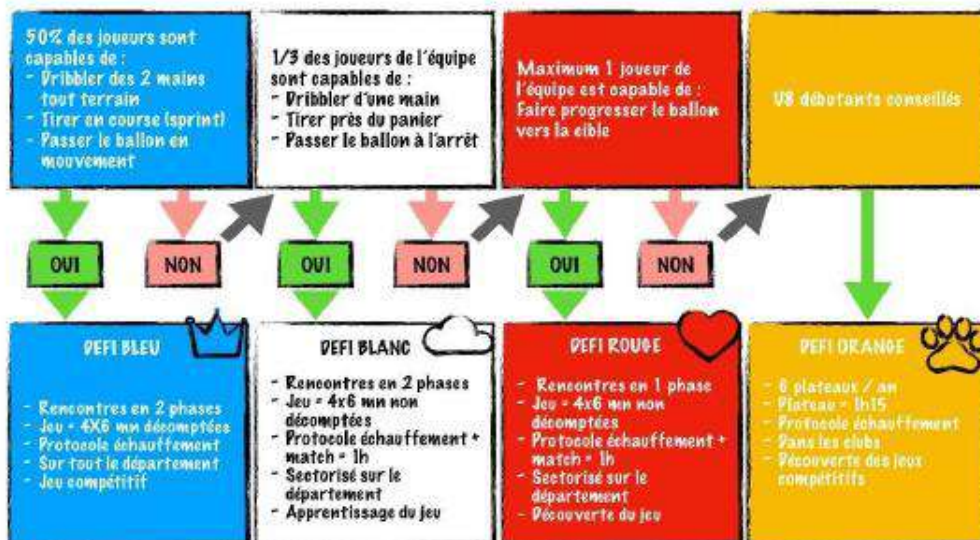 50% des joueurs sont
capables de :
- Dribbler des 2 mains
tout terrain
- Tirer en course (sprint)
- Passer le ballon en
mouvement
1/3 des joueurs de l'équipe
sont capables de :
- Dribbler d'une main
- Tirer près du panier
- Passer le ballon à l'arrêt
Maximum 1 joueur de
l'équipe est capable de :
Faire progresser le ballon
vers la cible
U8 débutants conseillés
OUI
NON
OUI
NON
OUI
NON
DEFI BLEU
- Rencontres en 2 phases
- Jeu = 4X6 mn décomptées
- Protocole échauffement
- Sur tout le département
- Jeu compétitif
DEFI BLANC
- Rencontres en 2 phases
- Jeu = 4x6 mn non
décomptées
- Protocole échauffement +
match = 1h
- Sectorisé sur le
département
- Apprentissage du jeu
DEFI ROUGE
- Rencontres en 1 phase
- Jeu = 4x6 mn non
décomptées
- Protocole échauffement +
match = 1h
- Sectorisé sur le
département
- Découverte du jeu
DEFI ORANGE
- 6 plateaux / an
- Plateau = 1h15
- Protocole échauffement
- Dans les clubs
- Découverte des jeux
compétitifs